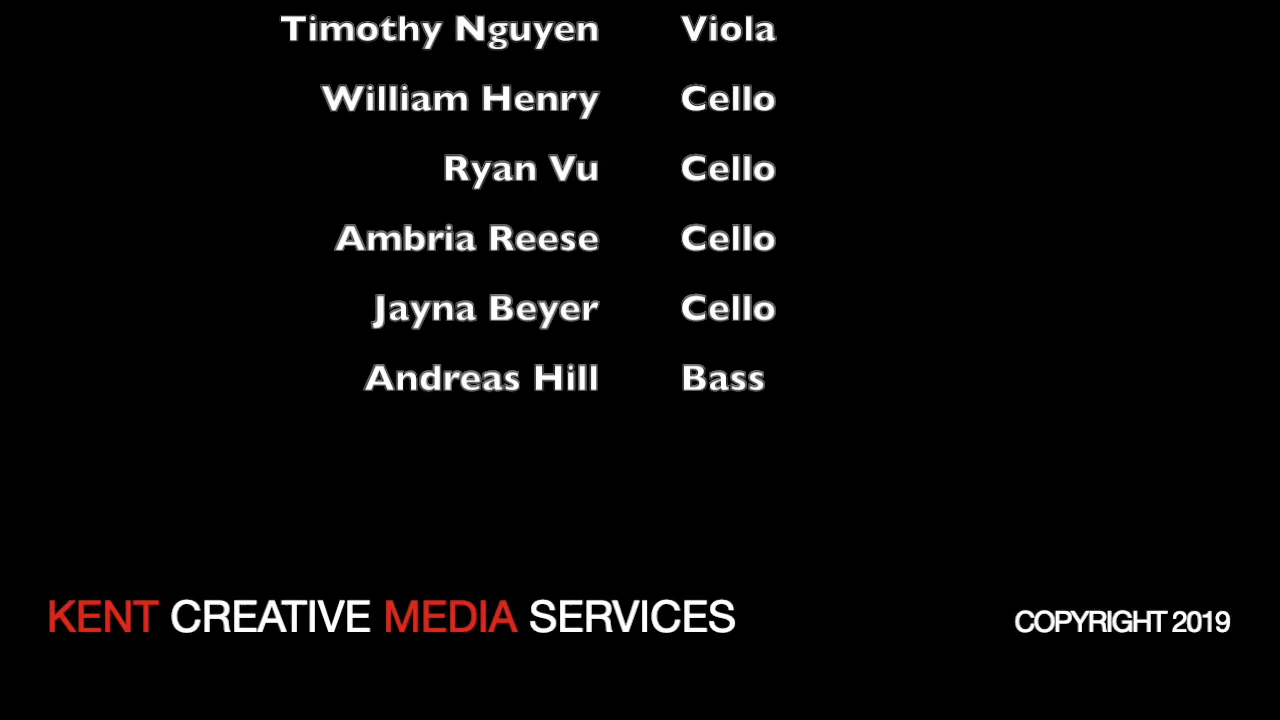 Timothy Nguyen Viola
William Henry Cello
Ryan Vu Cello
Ambria Reese Cello
Jayna Beyer Cello
Andreas Hill Bass
KENT CREATIVE MEDIA SERVICES COPYRIGHT 2019